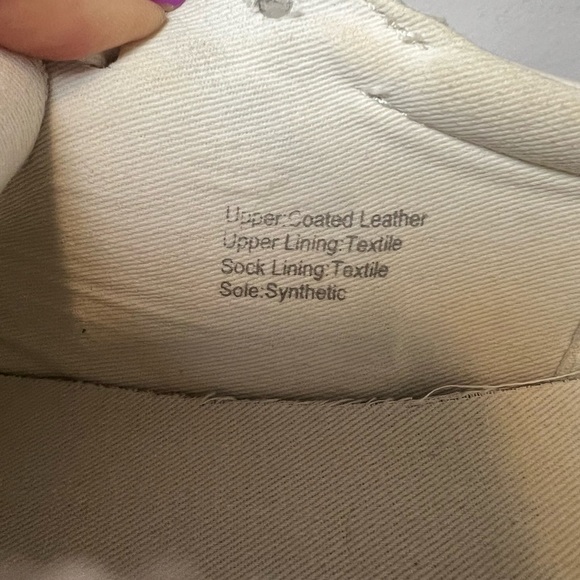 Upper:Coated Leather
Upper Lining:Textile
Sock Lining:Textile
Sole:Synthetic